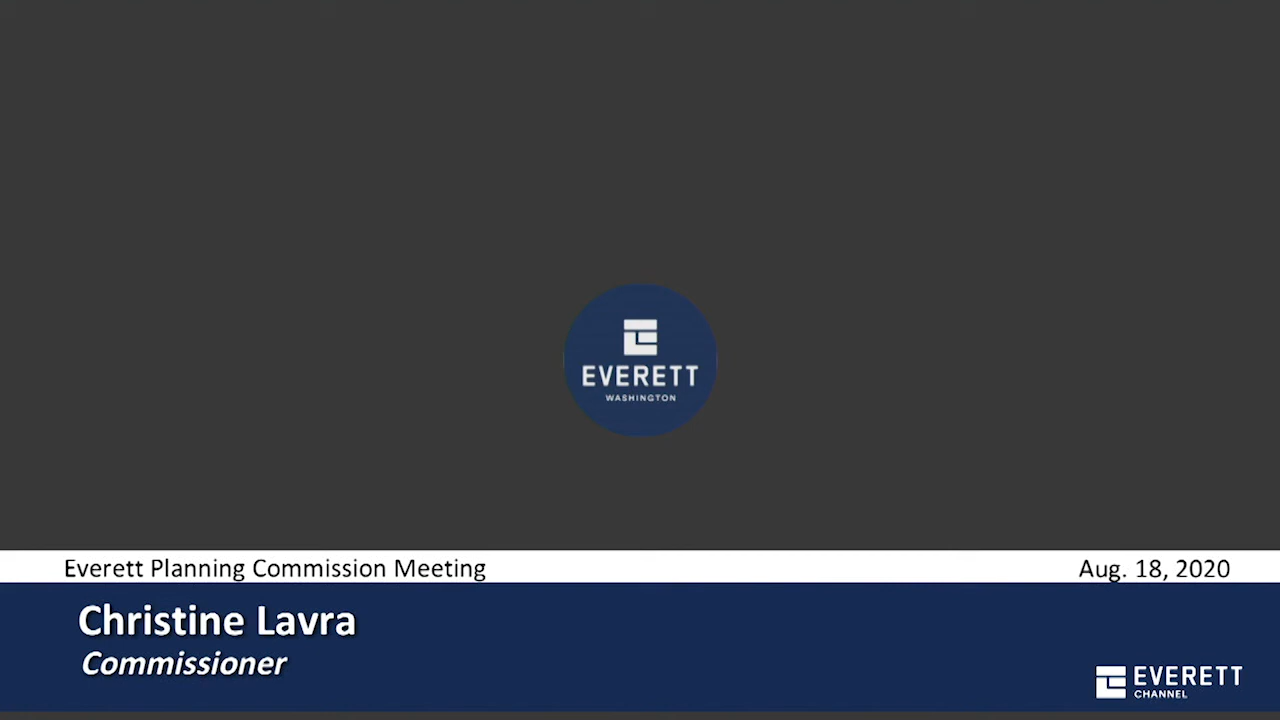 EVERETT
WASHINGTON
Everett Planning Commission Meeting
Aug. 18, 2020
Christine Lavra
Commissioner
EVERETT
CHANNEL